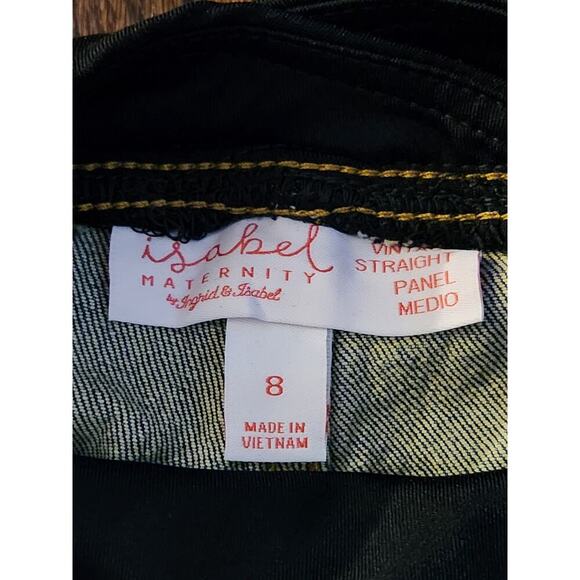 isabel
MATERNITY
by Ingrid & Isabel
STRAIGHT
PANEL
MEDIO
8
MADE IN
VIETNAM